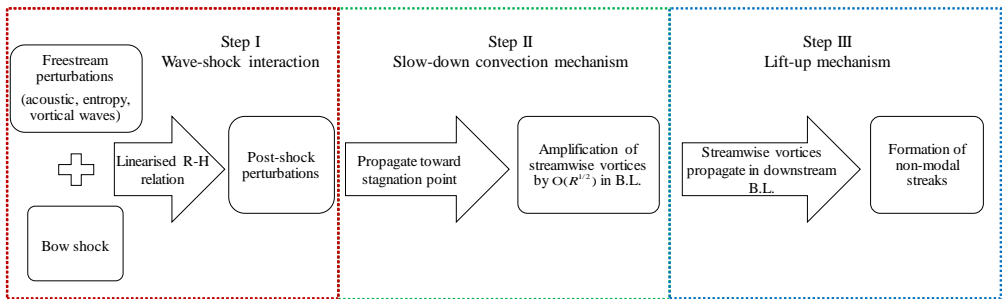 Step I
Wave-shock interaction
Freestream
perturbations
(acoustic, entropy,
vortical waves)
Bow shock
Linearised R-H
relation
Post-shock
perturbations
Step II
Slow-down convection mechanism
Propagate toward
stagnation point
Amplification of
streamwise vortices
by O(R^{1/2}) in B.L.
Step III
Lift-up mechanism
Streamwise vortices
propagate in downstream
B.L.
Formation of
non-modal
streaks